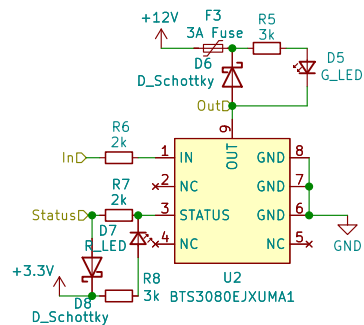 +12V
F3
3A Fuse
R5
3k
D6
D_Schottky
D5
G_LED
Out
9
OUT
R6
2k
In
1
IN
GND
8
2
NC
GND
7
R7
2k
Status
3
STATUS
GND
6
D7
R_LED
4
NC
NC
5
GND
+3.3V
D8
D_Schottky
R8
3k
U2
BTS3080EJXUMA1